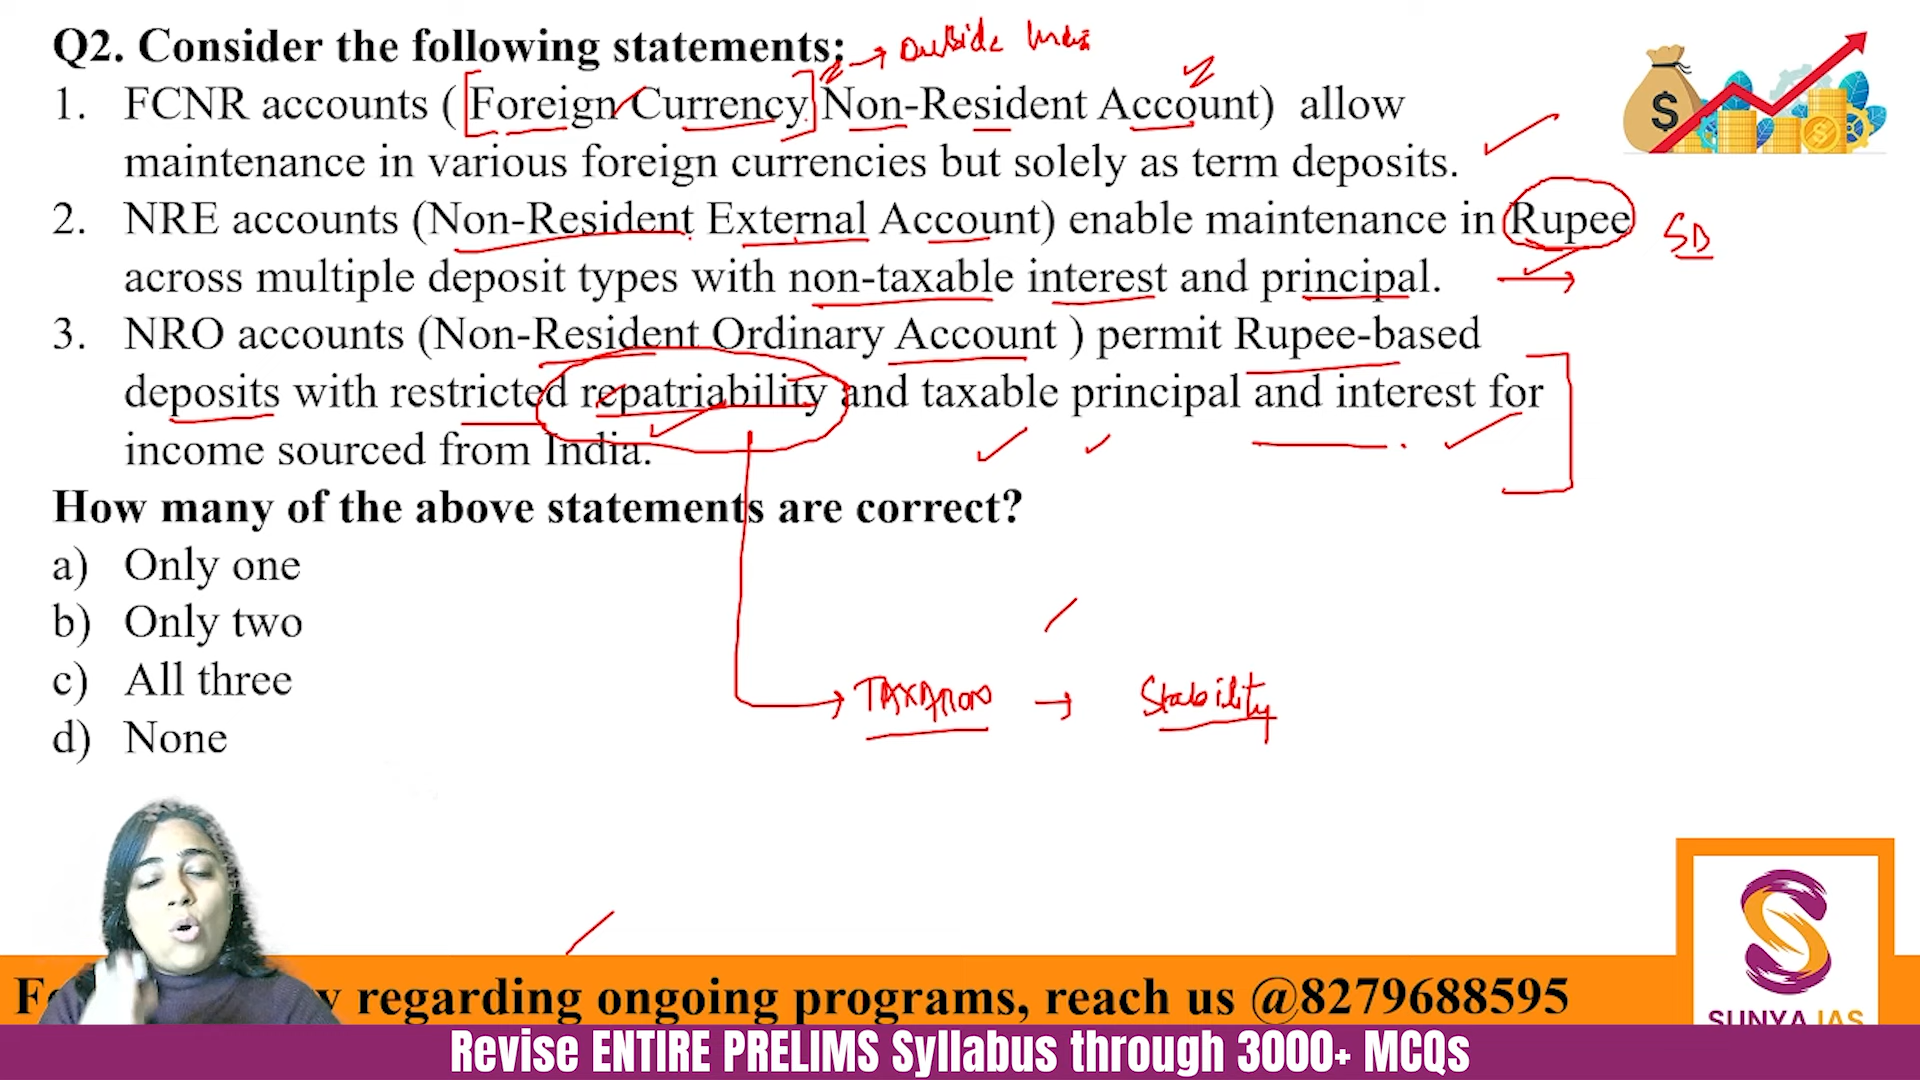 Q2. Consider the following statements: → Outside India
1. FCNR accounts ( Foreign Currency Non-Resident Account) allow
maintenance in various foreign currencies but solely as term deposits.
2. NRE accounts (Non-Resident External Account) enable maintenance in Rupee SD
across multiple deposit types with non-taxable interest and principal.
3. NRO accounts (Non-Resident Ordinary Account ) permit Rupee-based
deposits with restricted repatriability and taxable principal and interest for
income sourced from India.
How many of the above statements are correct?
a) Only one
b) Only two
c) All three
d) None
TAXATION → Stability
regarding ongoing programs, reach us @8279688595
SUNYA IAS
Revise ENTIRE PRELIMS Syllabus through 3000+ MCQs